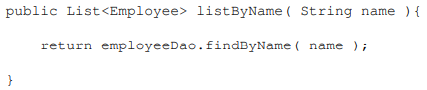 public List<Employee> listByName( String name ){
return employeeDao.findByName( name );
}